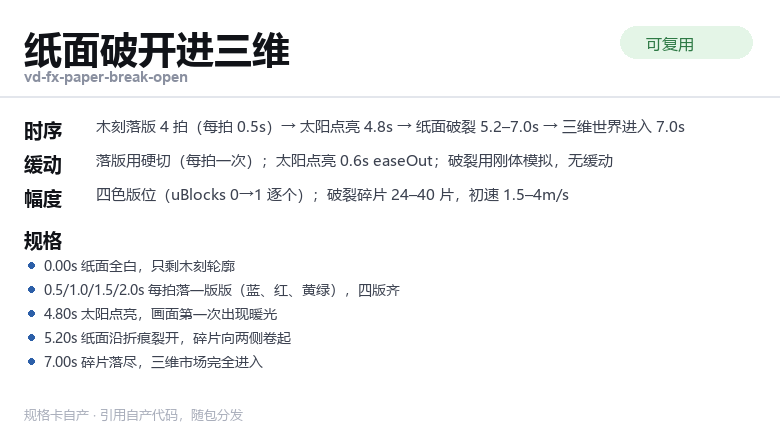 纸面破开进三维
可复用
vd-fx-paper-break-open
时序 木刻落版 4 拍（每拍 0.5s）→ 太阳点亮 4.8s → 纸面破裂 5.2–7.0s → 三维世界进入 7.0s
缓动 落版用硬切（每拍一次）；太阳点亮 0.6s easeOut；破裂用刚体模拟，无缓动
幅度 四色版位（uBlocks 0→1 逐个）；破裂碎片 24–40 片，初速 1.5–4m/s
规格
0.00s 纸面全白，只剩木刻轮廓
0.5/1.0/1.5/2.0s 每拍落一版版（蓝、红、黄绿），四版齐
4.80s 太阳点亮，画面第一次出现暖光
5.20s 纸面沿折痕裂开，碎片向两侧卷起
7.00s 碎片落尽，三维市场完全进入
规格卡自产 · 引用自产代码，随包分发